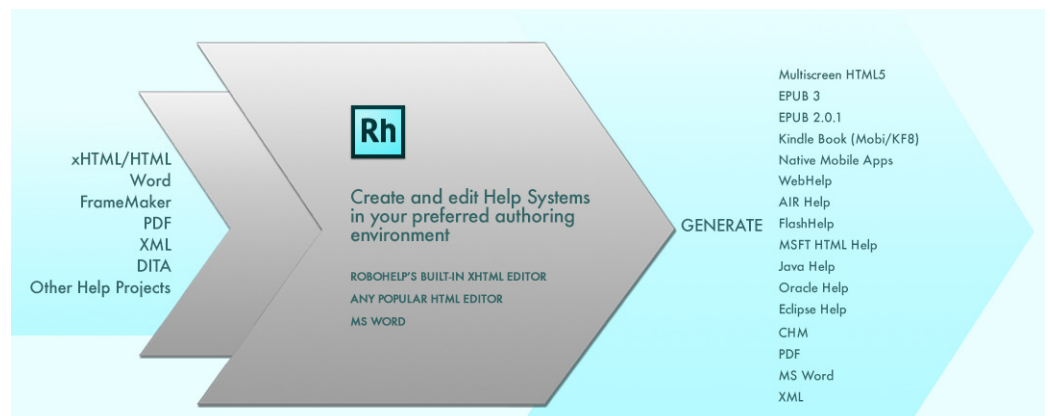 xHTML/HTML
Word
FrameMaker
PDF
XML
DITA
Other Help Projects
Rh
Create and edit Help Systems
in your preferred authoring
environment
ROBOHELP'S BUILT-IN XHTML EDITOR
ANY POPULAR HTML EDITOR
MS WORD
GENERATE
Multiscreen HTML5
EPUB 3
EPUB 2.0.1
Kindle Book (Mobi/KF8)
Native Mobile Apps
WebHelp
AIR Help
FlashHelp
MSFT HTML Help
Java Help
Oracle Help
Eclipse Help
CHM
PDF
MS Word
XML